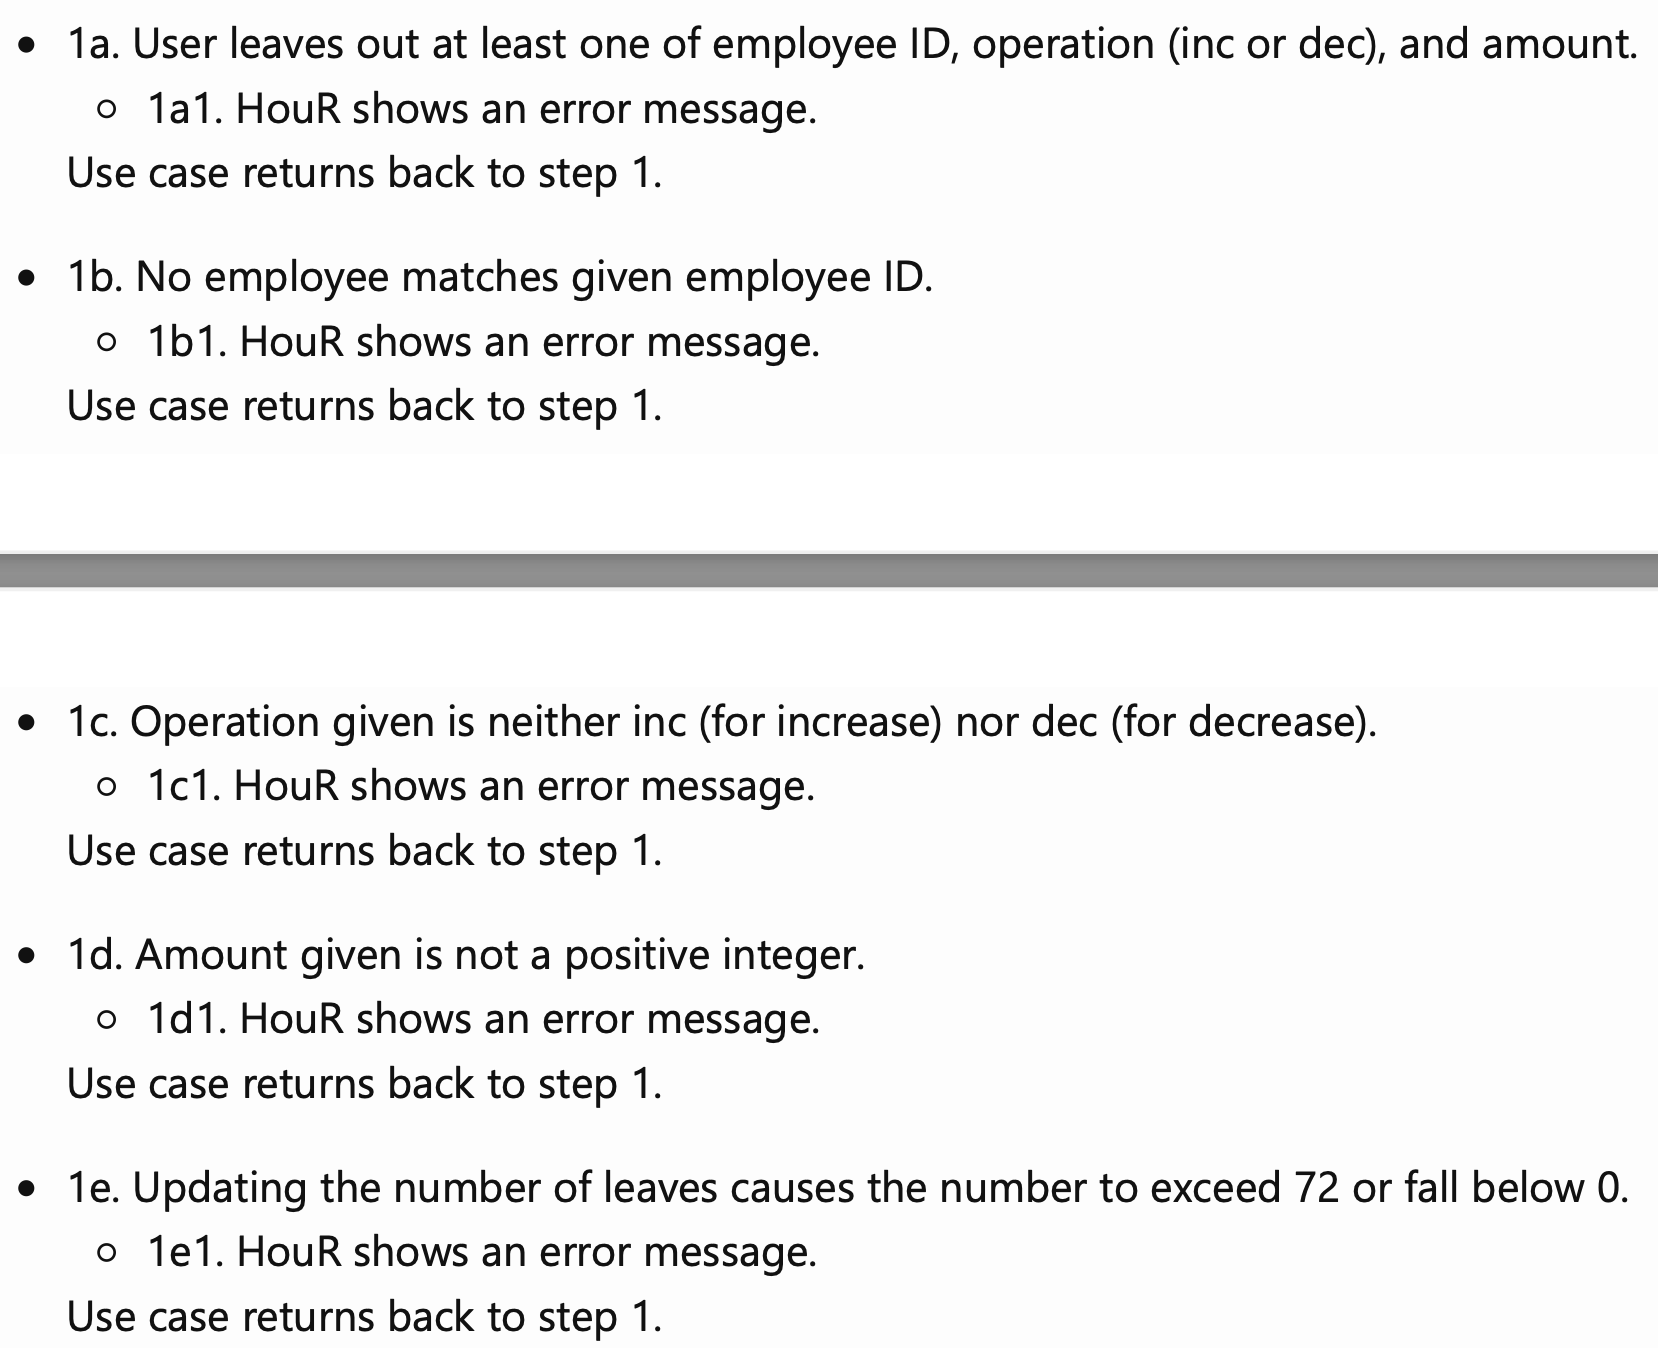 • 1a. User leaves out at least one of employee ID, operation (inc or dec), and amount.
○ 1a1. HouR shows an error message.
Use case returns back to step 1.
• 1b. No employee matches given employee ID.
○ 1b1. HouR shows an error message.
Use case returns back to step 1.
• 1c. Operation given is neither inc (for increase) nor dec (for decrease).
○ 1c1. HouR shows an error message.
Use case returns back to step 1.
• 1d. Amount given is not a positive integer.
○ 1d1. HouR shows an error message.
Use case returns back to step 1.
• 1e. Updating the number of leaves causes the number to exceed 72 or fall below 0.
○ 1e1. HouR shows an error message.
Use case returns back to step 1.